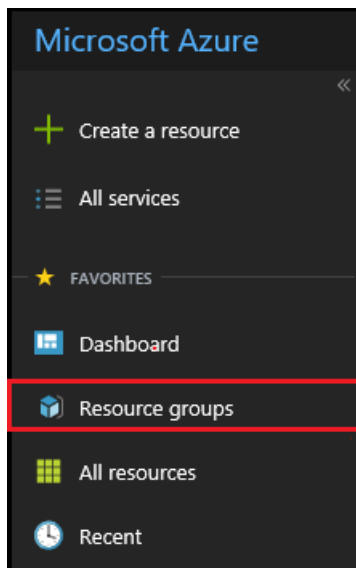 Microsoft Azure
«
Create a resource
All services
FAVORITES
Dashboard
Resource groups
All resources
Recent